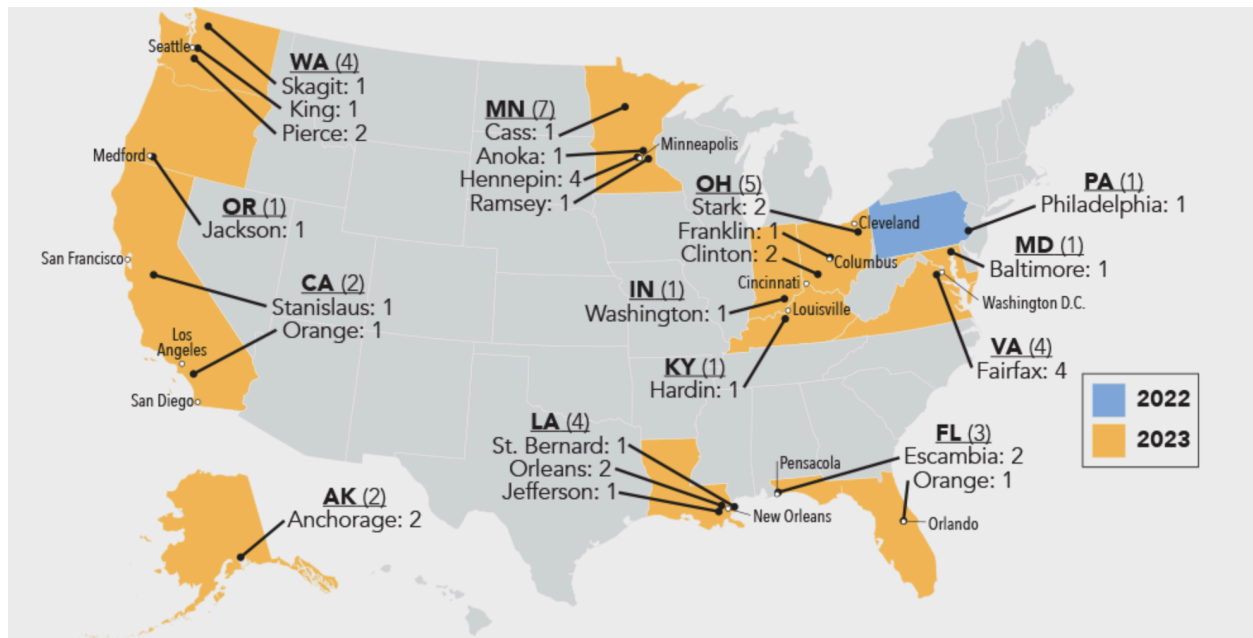 Seattle
WA (4)
Skagit: 1
King: 1
Pierce: 2
Medford
OR (1)
Jackson: 1
San Francisco
CA (2)
Stanislaus: 1
Orange: 1
Los
Angeles
San Diego
AK (2)
Anchorage: 2
MN (7)
Cass: 1
Anoka: 1
Hennepin: 4
Ramsey: 1
Minneapolis
OH (5)
Stark: 2
Franklin: 1
Clinton: 2
Cleveland
Columbus
Cincinnati
IN (1)
Washington: 1
Louisville
KY (1)
Hardin: 1
LA (4)
St. Bernard: 1
Orleans: 2
Jefferson: 1
New Orleans
Pensacola
FL (3)
Escambia: 2
Orange: 1
Orlando
PA (1)
Philadelphia: 1
MD (1)
Baltimore: 1
Washington D.C.
VA (4)
Fairfax: 4
2022
2023